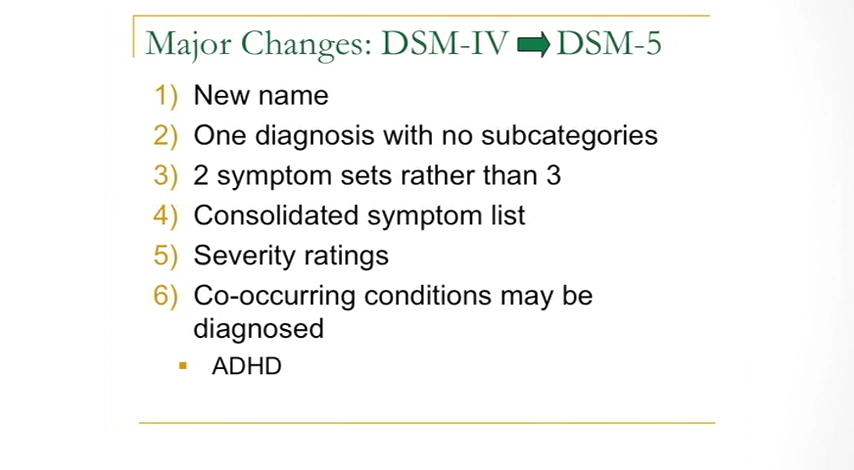 Major Changes: DSM-IV ➡ DSM-5
1) New name
2) One diagnosis with no subcategories
3) 2 symptom sets rather than 3
4) Consolidated symptom list
5) Severity ratings
6) Co-occurring conditions may be
diagnosed
▪ ADHD